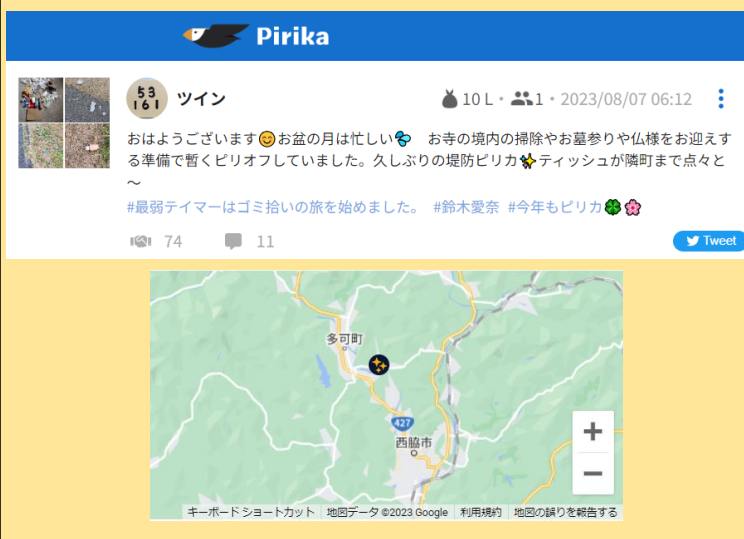 Pirika
53
161
ツイン
10 L・1・2023/08/07 06:12
おはようございます😊お盆の月は忙しい💦　お寺の境内の掃除やお墓参りや仏様をお迎えす
る準備で暫くピリオフしていました。久しぶりの堤防ピリカ✨ティッシュが隣町まで点々と
～
#最弱テイマーはゴミ拾いの旅を始めました。 #鈴木愛奈 #今年もピリカ🍀🌸
74 11
Tweet
多可町
427
西脇市
+
−
キーボード ショートカット 地図データ ©2023 Google 利用規約 地図の誤りを報告する